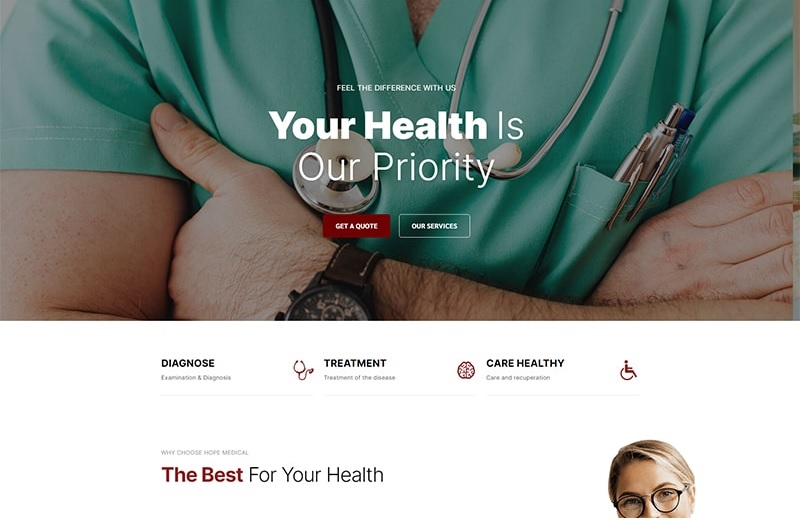 FEEL THE DIFFERENCE WITH US
Your Health Is
Our Priority
GET A QUOTE
OUR SERVICES
DIAGNOSE
Examination & Diagnosis
TREATMENT
Treatment of the disease
CARE HEALTHY
Care and recuperation
WHY CHOOSE HOPE MEDICAL
The Best For Your Health